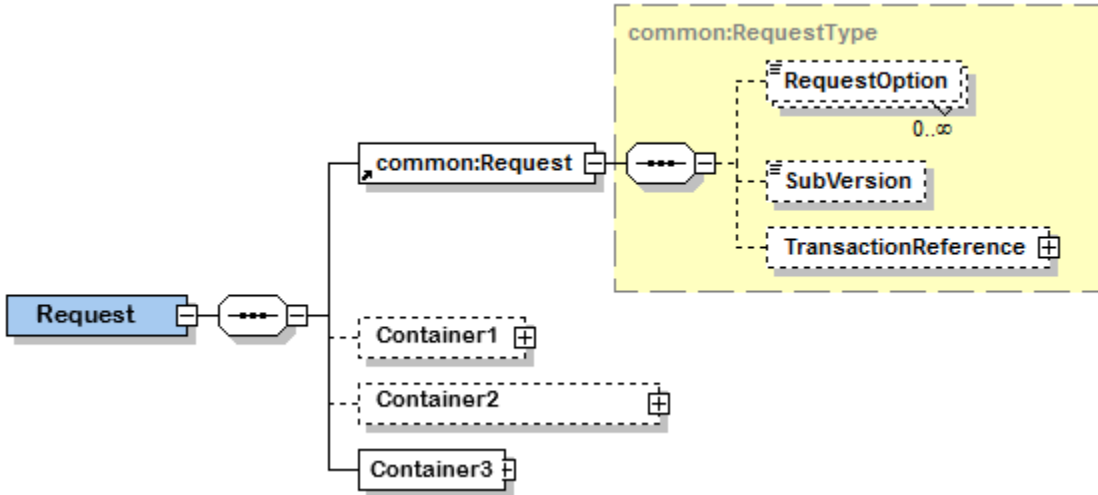 common:RequestType
RequestOption
0..∞
common:Request
SubVersion
TransactionReference
Request
Container1
Container2
Container3